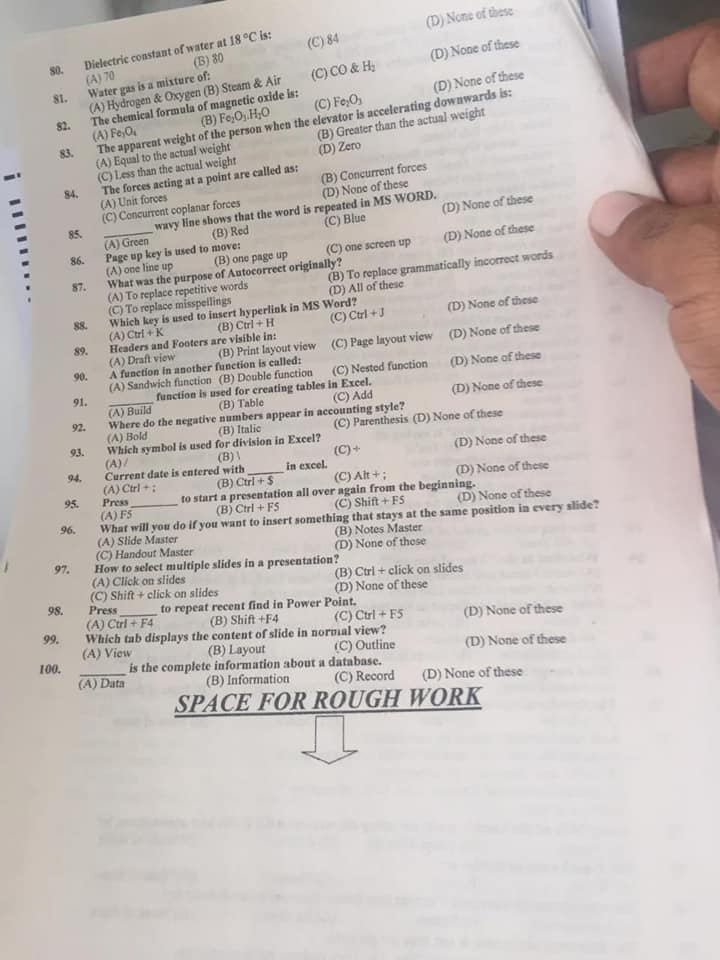 80. Dielectric constant of water at 18 °C is:
(A) 70 (B) 80 (C) 84 (D) None of these
81. Water gas is a mixture of:
(A) Hydrogen & Oxygen (B) Steam & Air (C) CO & H₂ (D) None of these
82. The chemical formula of magnetic oxide is:
(A) Fe₃O₄ (B) Fe₂O₃.H₂O (C) Fe₂O₃ (D) None of these
83. The apparent weight of the person when the elevator is accelerating downwards is:
(A) Equal to the actual weight (B) Greater than the actual weight
(C) Less than the actual weight (D) Zero
84. The forces acting at a point are called as:
(A) Unit forces (B) Concurrent forces
(C) Concurrent coplanar forces (D) None of these
85. ______ wavy line shows that the word is repeated in MS WORD.
(A) Green (B) Red (C) Blue (D) None of these
86. Page up key is used to move:
(A) one line up (B) one page up (C) one screen up (D) None of these
87. What was the purpose of Autocorrect originally?
(A) To replace repetitive words (B) To replace grammatically incorrect words
(C) To replace misspellings (D) All of these
88. Which key is used to insert hyperlink in MS Word?
(A) Ctrl + K (B) Ctrl + H (C) Ctrl + J (D) None of these
89. Headers and Footers are visible in:
(A) Draft view (B) Print layout view (C) Page layout view (D) None of these
90. A function in another function is called:
(A) Sandwich function (B) Double function (C) Nested function (D) None of these
91. ______ function is used for creating tables in Excel.
(A) Build (B) Table (C) Add (D) None of these
92. Where do the negative numbers appear in accounting style?
(A) Bold (B) Italic (C) Parenthesis (D) None of these
93. Which symbol is used for division in Excel?
(A) / (B) \ (C) ÷ (D) None of these
94. Current date is entered with ______ in excel.
(A) Ctrl + ; (B) Ctrl + $ (C) Alt + ; (D) None of these
95. Press ______ to start a presentation all over again from the beginning.
(A) F5 (B) Ctrl + F5 (C) Shift + F5 (D) None of these
96. What will you do if you want to insert something that stays at the same position in every slide?
(A) Slide Master (B) Notes Master
(C) Handout Master (D) None of these
97. How to select multiple slides in a presentation?
(A) Click on slides (B) Ctrl + click on slides
(C) Shift + click on slides (D) None of these
98. Press ______ to repeat recent find in Power Point.
(A) Ctrl + F4 (B) Shift +F4 (C) Ctrl + F5 (D) None of these
99. Which tab displays the content of slide in normal view?
(A) View (B) Layout (C) Outline (D) None of these
100. ______ is the complete information about a database.
(A) Data (B) Information (C) Record (D) None of these
SPACE FOR ROUGH WORK